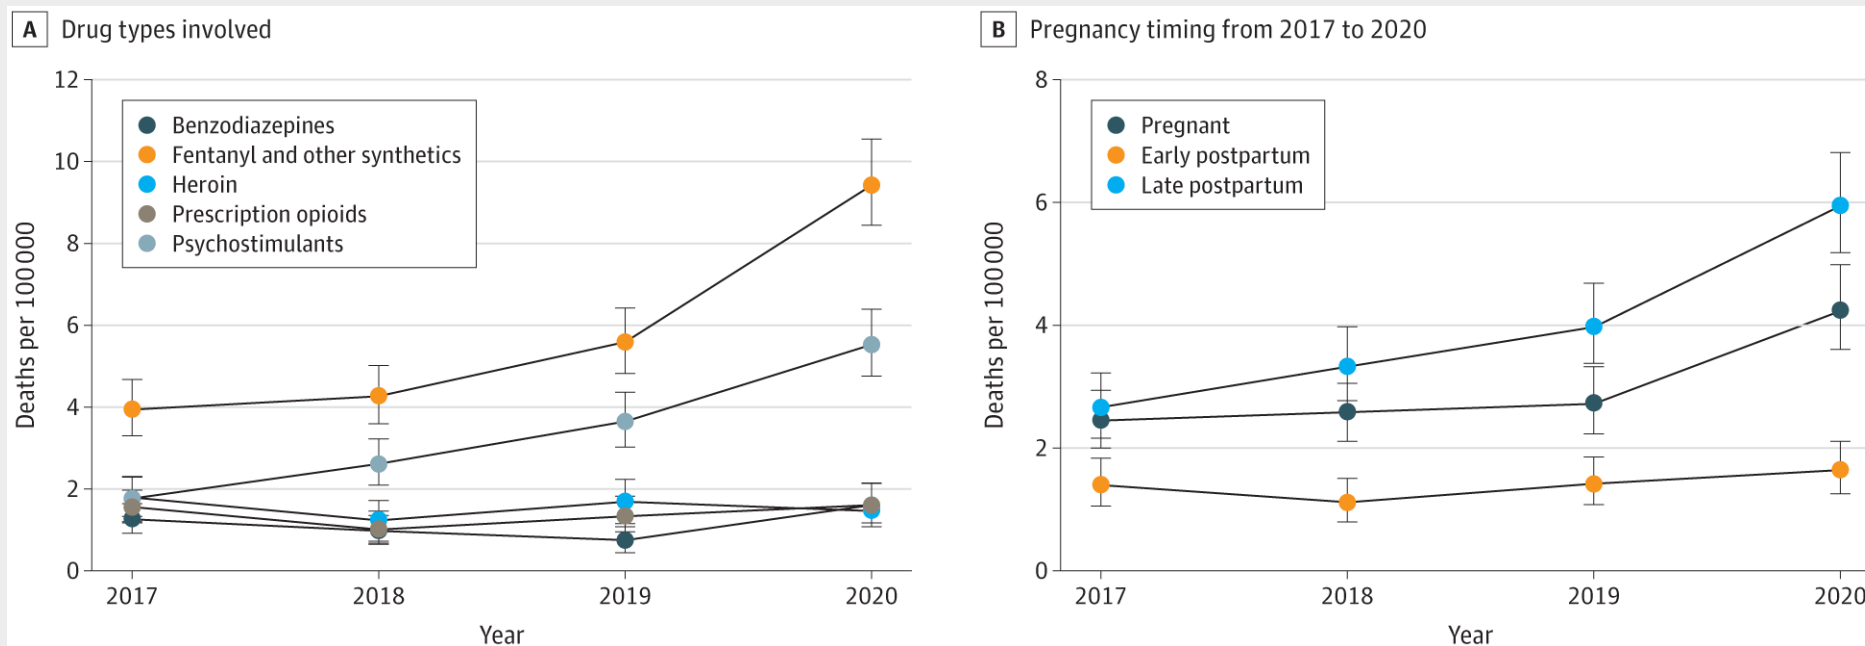 A Drug types involved
12
10
8
6
4
2
0
Deaths per 100 000
Benzodiazepines
Fentanyl and other synthetics
Heroin
Prescription opioids
Psychostimulants
2017 2018 2019 2020
Year
B Pregnancy timing from 2017 to 2020
8
6
4
2
0
Deaths per 100 000
Pregnant
Early postpartum
Late postpartum
2017 2018 2019 2020
Year